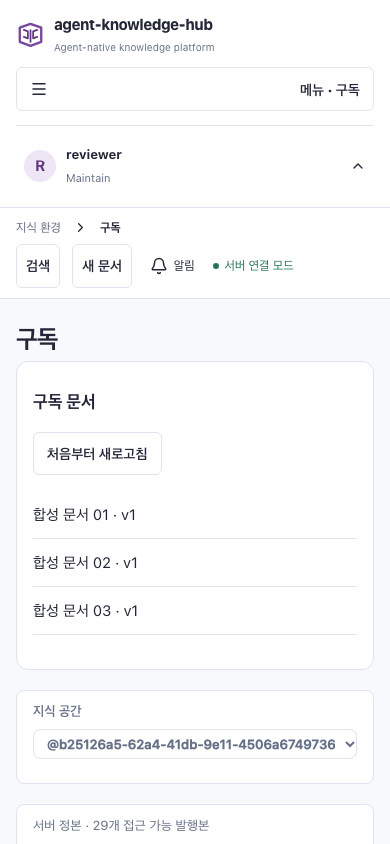 agent-knowledge-hub
Agent-native knowledge platform
메뉴 · 구독
R
reviewer
Maintain
지식 환경 > 구독
검색 새 문서 알림 서버 연결 모드
구독
구독 문서
처음부터 새로고침
합성 문서 01 · v1
합성 문서 02 · v1
합성 문서 03 · v1
지식 공간
@b25126a5-62a4-41db-9e11-4506a6749736
서버 정본 · 29개 접근 가능 발행본